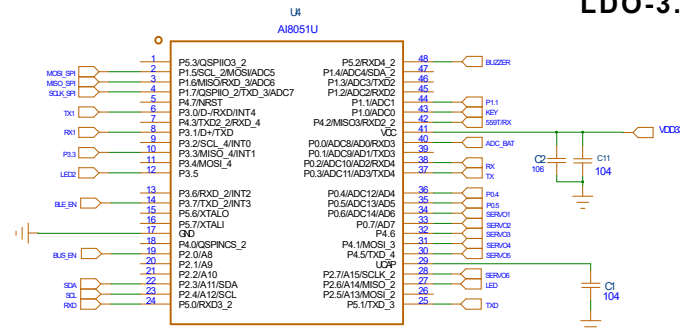 LDO-3.
U4
AI8051U
1 P5.3/QSPIIO3_2
MOSI_SPI 2 P1.5/SCL_2/MOSI/ADC5
MISO_SPI 3 P1.6/MISO/RXD_3/ADC6
SCLK_SPI 4 P1.7/QSPIIO_2/TXD_3/ADC7
5 P4.7/NRST
TX1 6 P3.0/D-/RXD/INT4
7 P4.3/TXD2_2/RXD_4
RX1 8 P3.1/D+/TXD
9 P3.2/SCL_4/INT0
P3.3 10 P3.3/MISO_4/INT1
11 P3.4/MOSI_4
LED2 12 P3.5
13 P3.6/RXD_2/INT2
BLE_EN 14 P3.7/TXD_2/INT3
15 P5.6/XTALO
16 P5.7/XTALI
17 GND
18 P4.0/QSPINCS_2
BUS_EN 19 P2.0/A8
20 P2.1/A9
21 P2.2/A10
SDA 22 P2.3/A11/SDA
SCL 23 P2.4/A12/SCL
RXD 24 P5.0/RXD3_2
P5.2/RXD4_2 48 BUZZER
P1.4/ADC4/SDA_2 47
P1.3/ADC3/TXD2 46
P1.2/ADC2/RXD2 45
P1.1/ADC1 44 P1.1
P1.0/ADC0 43 KEY
P4.2/MISO3/RXD2_2 42 559T/RX
VCC 41 VDD33
P0.0/ADC8/AD0/RXD3 40 ADC_BAT
P0.1/ADC9/AD1/TXD3 39
P0.2/ADC10/AD2/RXD4 38 RX
P0.3/ADC11/AD3/TXD4 37 TX
P0.4/ADC12/AD4 36 P0.4
P0.5/ADC13/AD5 35 P0.5
P0.6/ADC14/AD6 34 SERVO1
P0.7/AD7 33 SERVO2
P4.6 32 SERVO3
P4.1/MOSI_3 31 SERVO4
P4.5/TXD_4 30 SERVO5
UCAP 29
P2.7/A15/SCLK_2 28 SERVO6
P2.6/A14/MISO_2 27 LED
P2.5/A13/MOSI_2 26
P5.1/TXD_3 25 TXD
C2
106
C11
104
C1
104